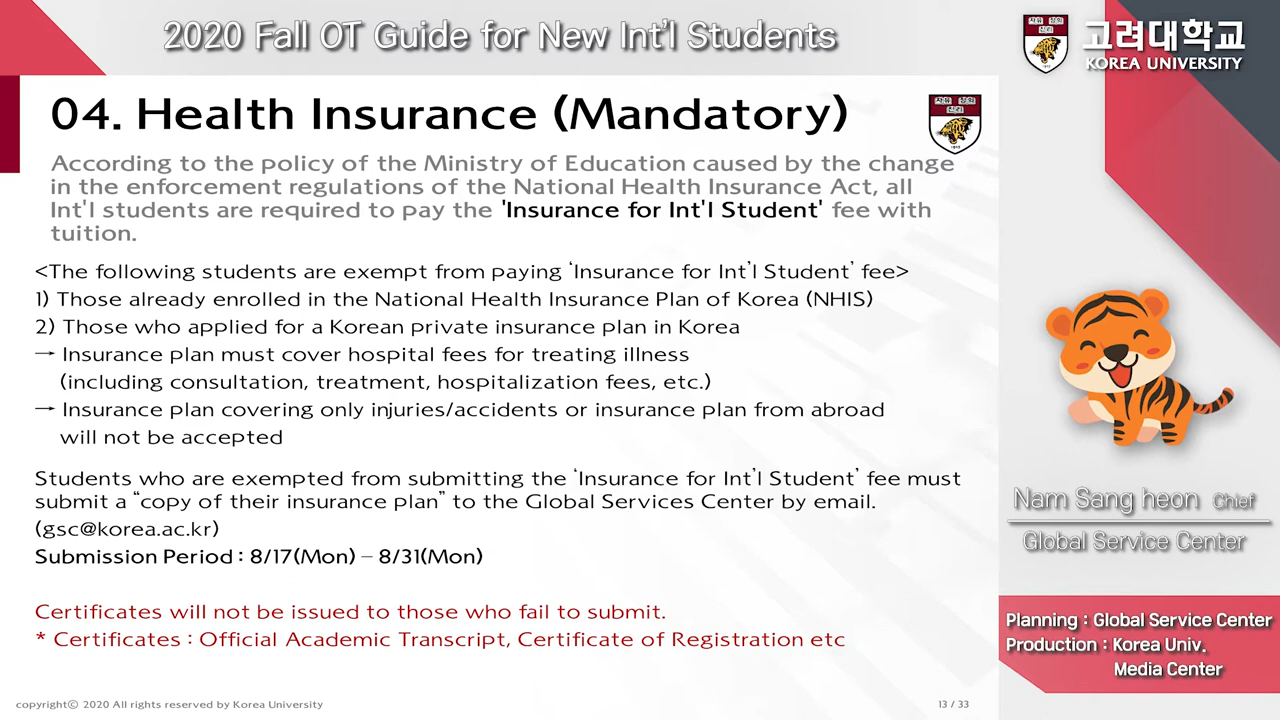 2020 Fall OT Guide for New Int'l Students
고려대학교
KOREA UNIVERSITY
04. Health Insurance (Mandatory)
According to the policy of the Ministry of Education caused by the change
in the enforcement regulations of the National Health Insurance Act, all
Int'l students are required to pay the 'Insurance for Int'l Student' fee with
tuition.
<The following students are exempt from paying 'Insurance for Int'l Student' fee>
1) Those already enrolled in the National Health Insurance Plan of Korea (NHIS)
2) Those who applied for a Korean private insurance plan in Korea
→ Insurance plan must cover hospital fees for treating illness
(including consultation, treatment, hospitalization fees, etc.)
→ Insurance plan covering only injuries/accidents or insurance plan from abroad
will not be accepted
Students who are exempted from submitting the 'Insurance for Int'l Student' fee must
submit a "copy of their insurance plan" to the Global Services Center by email.
(gsc@korea.ac.kr)
Submission Period : 8/17(Mon) – 8/31(Mon)
Certificates will not be issued to those who fail to submit.
* Certificates : Official Academic Transcript, Certificate of Registration etc
copyright© 2020 All rights reserved by Korea University
13 / 33
Nam Sang heon Chief
Global Service Center
Planning : Global Service Center
Production : Korea Univ.
Media Center